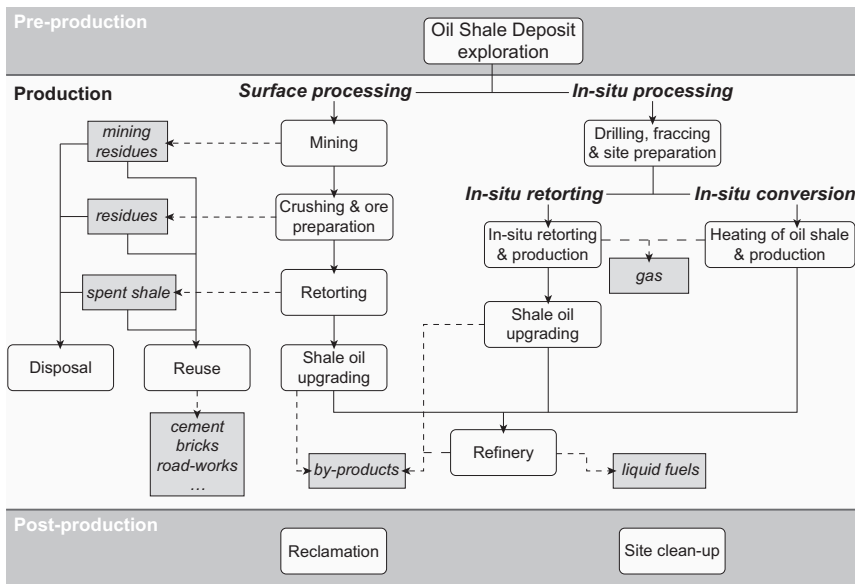 Pre-production
Oil Shale Deposit
exploration
Production
Surface processing
In-situ processing
mining
residues
Mining
Drilling, fraccing
& site preparation
In-situ retorting
In-situ conversion
residues
Crushing & ore
preparation
In-situ retorting
& production
Heating of oil shale
& production
gas
spent shale
Retorting
Shale oil
upgrading
Disposal
Reuse
Shale oil
upgrading
cement
bricks
road-works
...
by-products
Refinery
liquid fuels
Post-production
Reclamation
Site clean-up